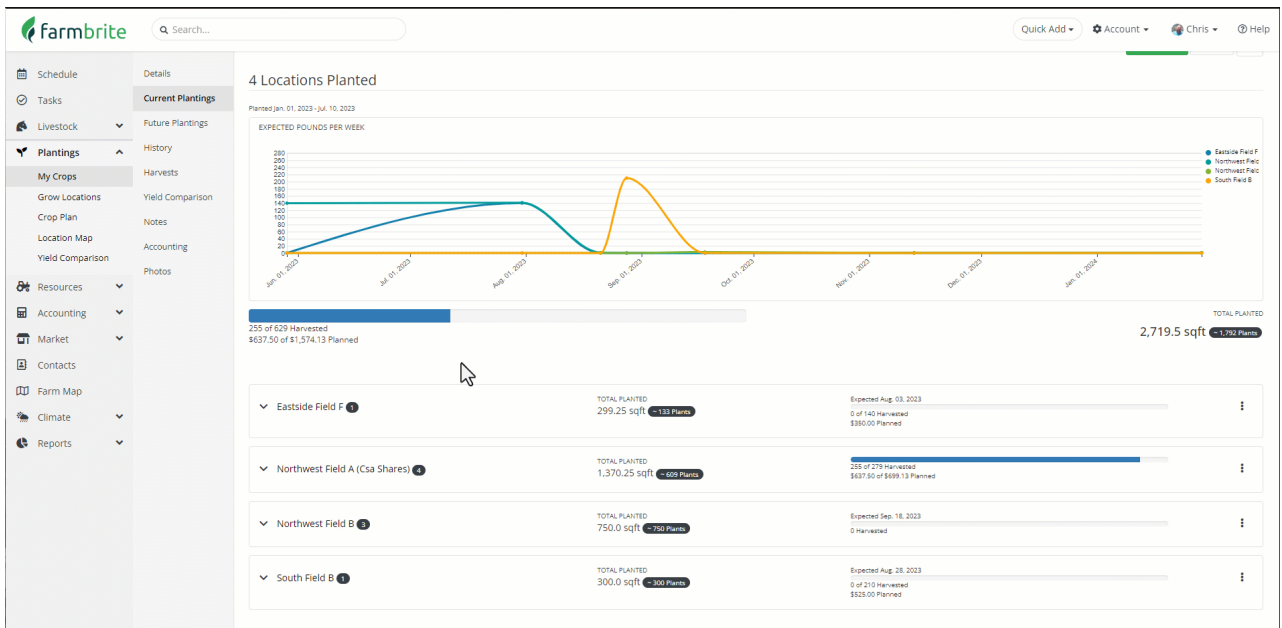 farmbrite
Search...
Quick Add
Account
Chris
Help
Schedule
Tasks
Livestock
Plantings
My Crops
Grow Locations
Crop Plan
Location Map
Yield Comparison
Resources
Accounting
Market
Contacts
Farm Map
Climate
Reports
Details
Current Plantings
Future Plantings
History
Harvests
Yield Comparison
Notes
Accounting
Photos
4 Locations Planted
Planted Jan. 01, 2023 - Jul. 10, 2023
EXPECTED POUNDS PER WEEK
280
260
240
220
200
180
160
140
120
100
80
60
40
20
0
Jun. 01, 2023
Jul. 01, 2023
Aug. 01, 2023
Sep. 01, 2023
Oct. 01, 2023
Nov. 01, 2023
Dec. 01, 2023
Jan. 01, 2024
Eastside Field F
Northwest Fielc
Northwest Fielc
South Field B
255 of 629 Harvested
$637.50 of $1,574.13 Planned
TOTAL PLANTED
2,719.5 sqft ~ 1,792 Plants
Eastside Field F 1
TOTAL PLANTED
299.25 sqft ~ 133 Plants
Expected Aug. 03, 2023
0 of 140 Harvested
$350.00 Planned
Northwest Field A (Csa Shares) 4
TOTAL PLANTED
1,370.25 sqft ~ 609 Plants
255 of 279 Harvested
$637.50 of $699.13 Planned
Northwest Field B 3
TOTAL PLANTED
750.0 sqft ~ 750 Plants
Expected Sep. 18, 2023
0 Harvested
South Field B 1
TOTAL PLANTED
300.0 sqft ~ 300 Plants
Expected Aug. 28, 2023
0 of 210 Harvested
$525.00 Planned